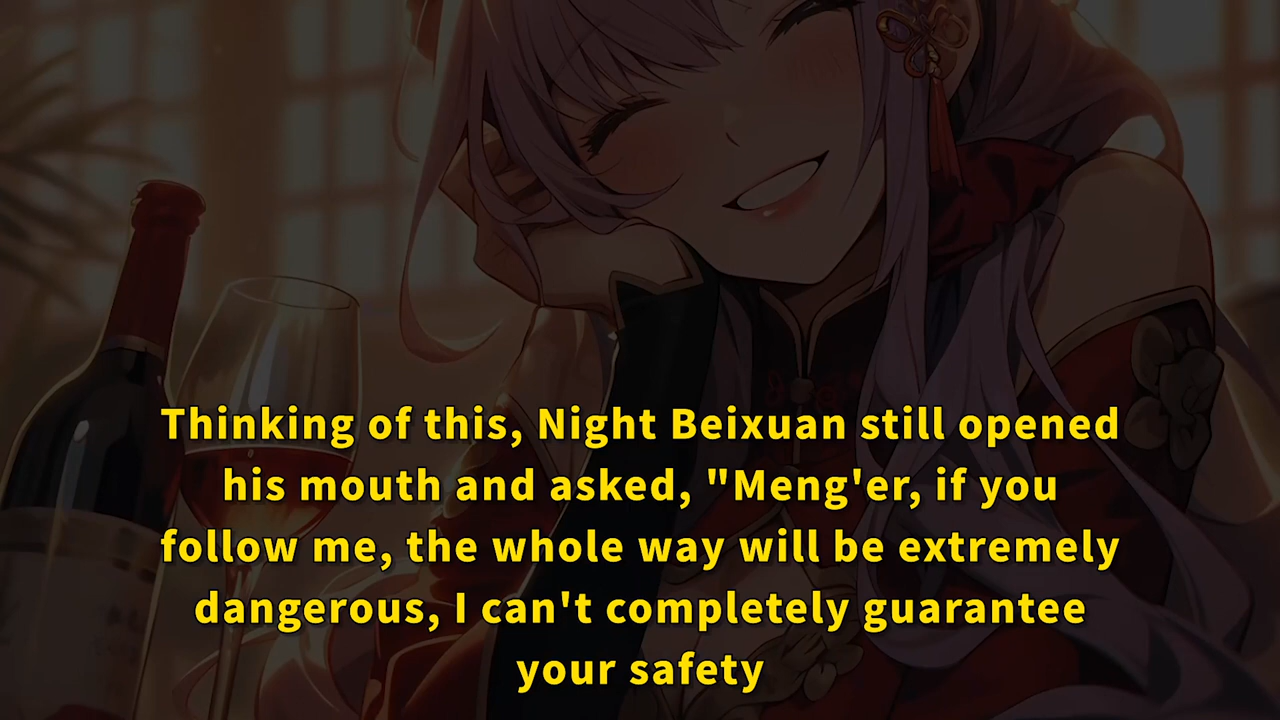 Thinking of this, Night Beixuan still opened
his mouth and asked, "Meng'er, if you
follow me, the whole way will be extremely
dangerous, I can't completely guarantee
your safety